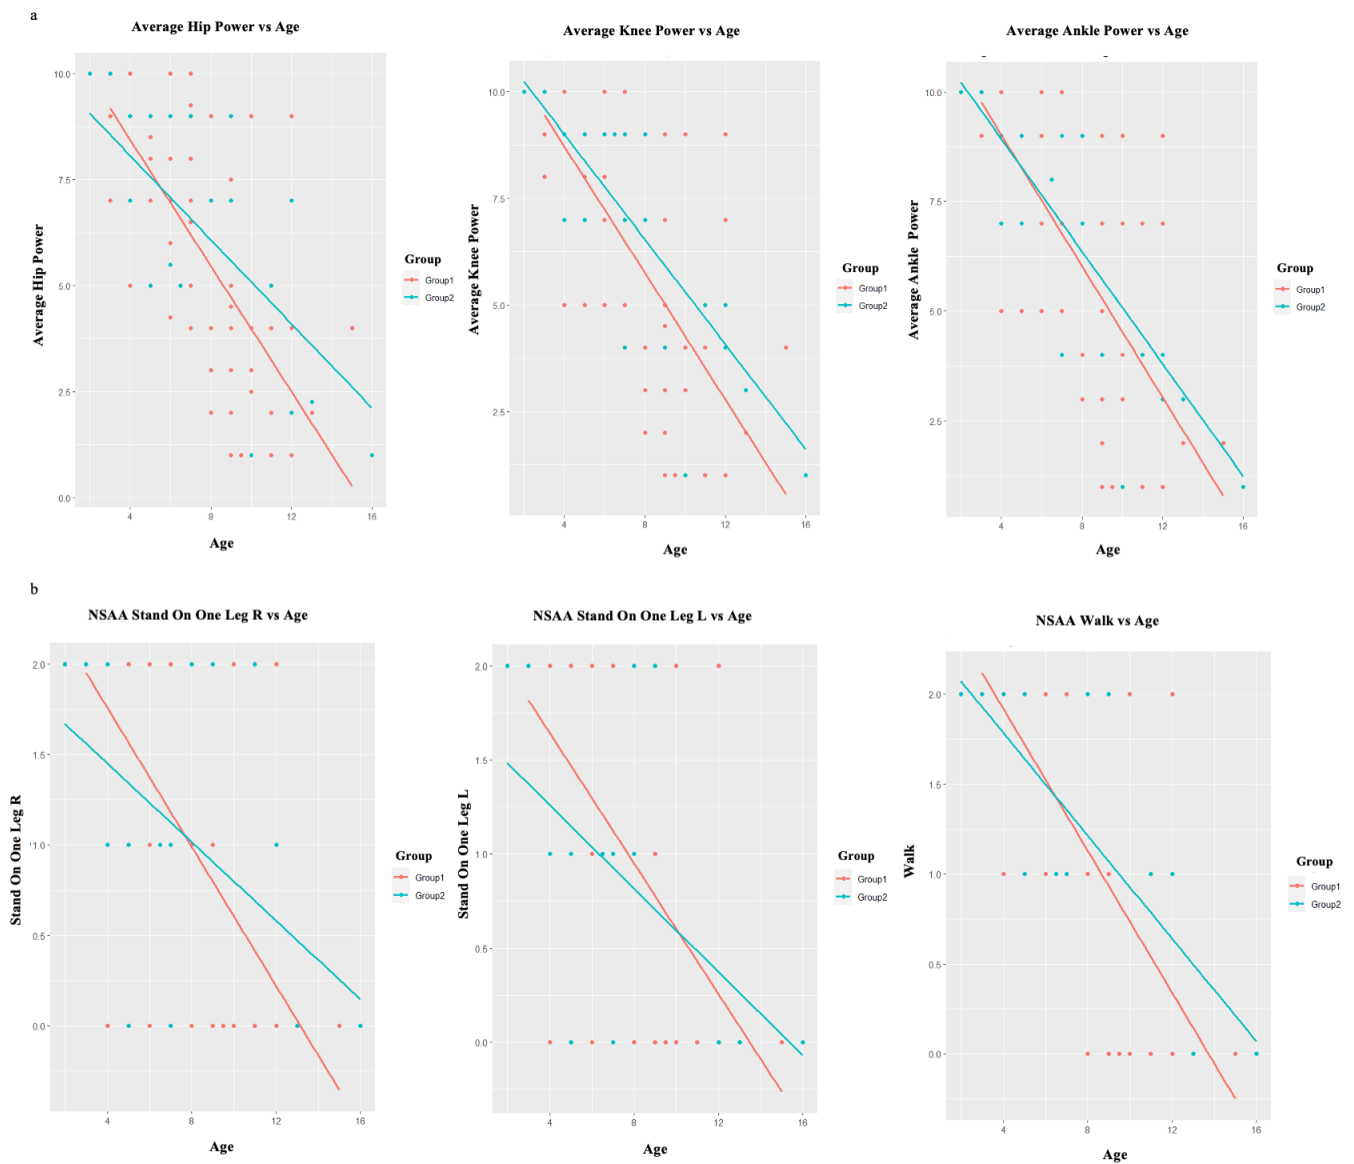 a
Average Hip Power vs Age
Average Knee Power vs Age
Average Ankle Power vs Age
Average Hip Power
10.0
7.5
5.0
2.5
0.0
4 8 12 16
Age
Group
Group1
Group2
Average Knee Power
10.0
7.5
5.0
2.5
4 8 12 16
Age
Group
Group1
Group2
Average Ankle Power
10.0
7.5
5.0
2.5
4 8 12 16
Age
Group
Group1
Group2
b
NSAA Stand On One Leg R vs Age
NSAA Stand On One Leg L vs Age
NSAA Walk vs Age
Stand On One Leg R
2.0
1.5
1.0
0.5
0.0
4 8 12 16
Age
Group
Group1
Group2
Stand On One Leg L
2.0
1.5
1.0
0.5
0.0
4 8 12 16
Age
Group
Group1
Group2
Walk
2.0
1.5
1.0
0.5
0.0
4 8 12 16
Age
Group
Group1
Group2